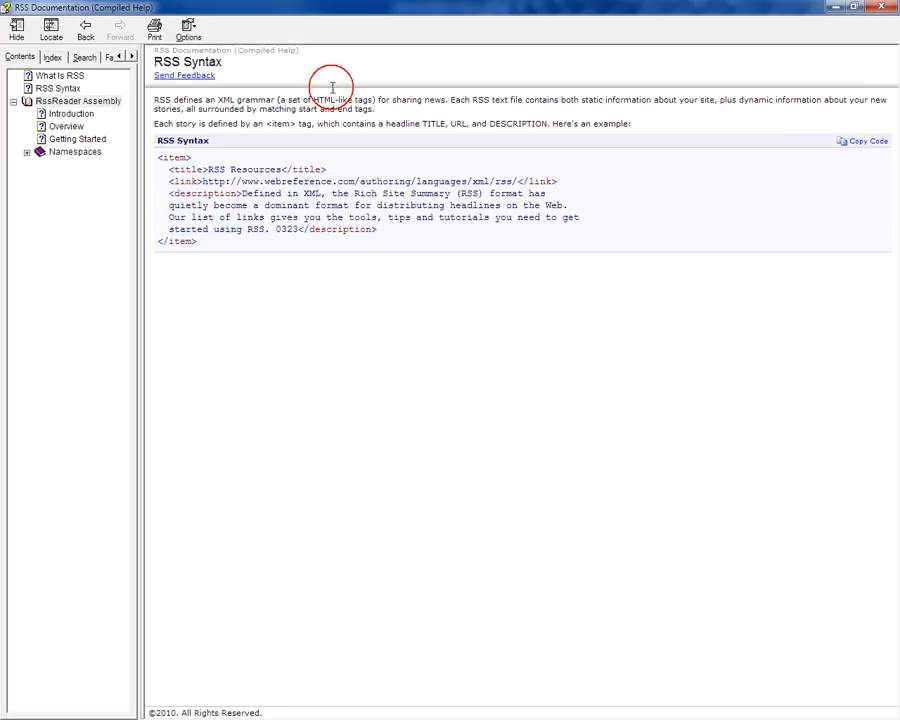 RSS Documentation (Compiled Help)
Hide Locate Back Forward Print Options
Contents Index Search Fa
What Is RSS
RSS Syntax
RssReader Assembly
Introduction
Overview
Getting Started
Namespaces
RSS Documentation (Compiled Help)
RSS Syntax
Send Feedback
RSS defines an XML grammar (a set of HTML-like tags) for sharing news. Each RSS text file contains both static information about your site, plus dynamic information about your new
stories, all surrounded by matching start and end tags.
Each story is defined by an <item> tag, which contains a headline TITLE, URL, and DESCRIPTION. Here's an example:
RSS Syntax Copy Code
<item>
<title>RSS Resources</title>
<link>http://www.webreference.com/authoring/languages/xml/rss/</link>
<description>Defined in XML, the Rich Site Summary (RSS) format has
quietly become a dominant format for distributing headlines on the Web.
Our list of links gives you the tools, tips and tutorials you need to get
started using RSS. 0323</description>
</item>
©2010. All Rights Reserved.